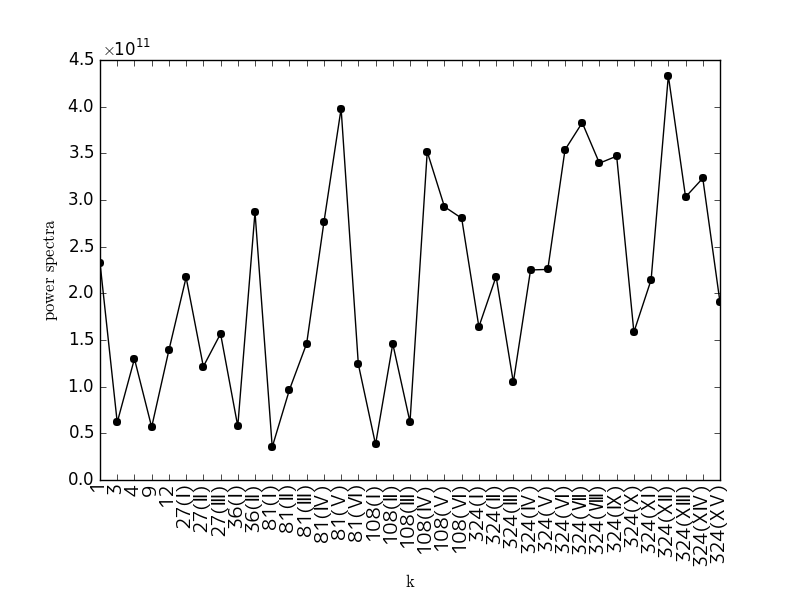 ×10¹¹
4.5
4.0
3.5
3.0
2.5
2.0
1.5
1.0
0.5
0.0
power spectra
1
3
4
9
12
27(I)
27(II)
27(III)
36(I)
36(II)
81(I)
81(II)
81(III)
81(IV)
81(V)
81(VI)
108(I)
108(II)
108(III)
108(IV)
108(V)
108(VI)
324(I)
324(II)
324(III)
324(IV)
324(V)
324(VI)
324(VII)
324(VIII)
324(IX)
324(X)
324(XI)
324(XII)
324(XIII)
324(XIV)
324(XV)
k